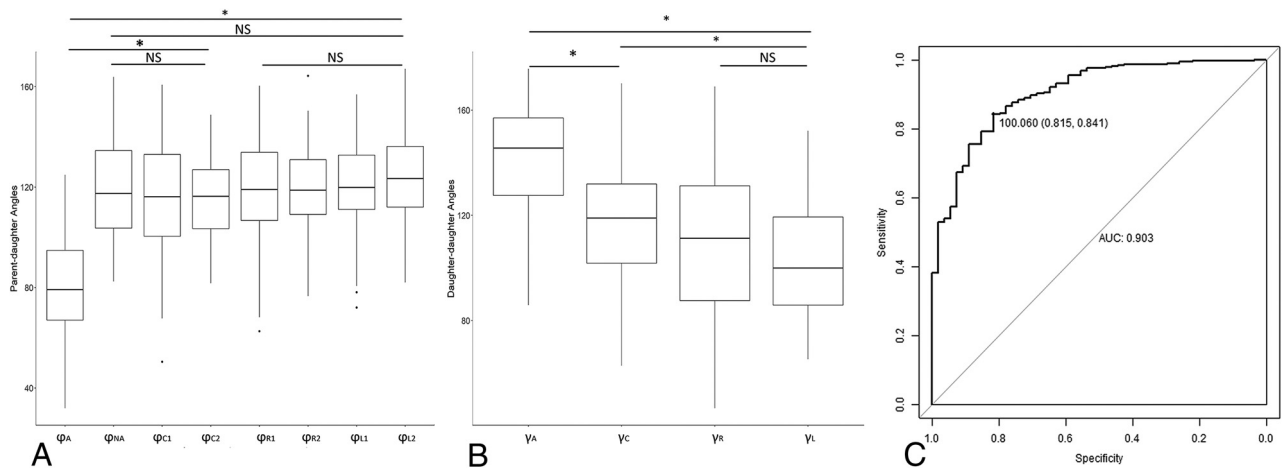 *
NS
*
NS
NS
Parent-daughter Angles
160
120
80
40
φA
φNA
φC1
φC2
φR1
φR2
φL1
φL2
A
*
*
*
NS
Daughter-daughter Angles
160
120
80
γA
γC
γR
γL
B
Sensitivity
1.0
0.8
0.6
0.4
0.2
0.0
100.060 (0.815, 0.841)
AUC: 0.903
1.0
0.8
0.6
0.4
0.2
0.0
Specificity
C